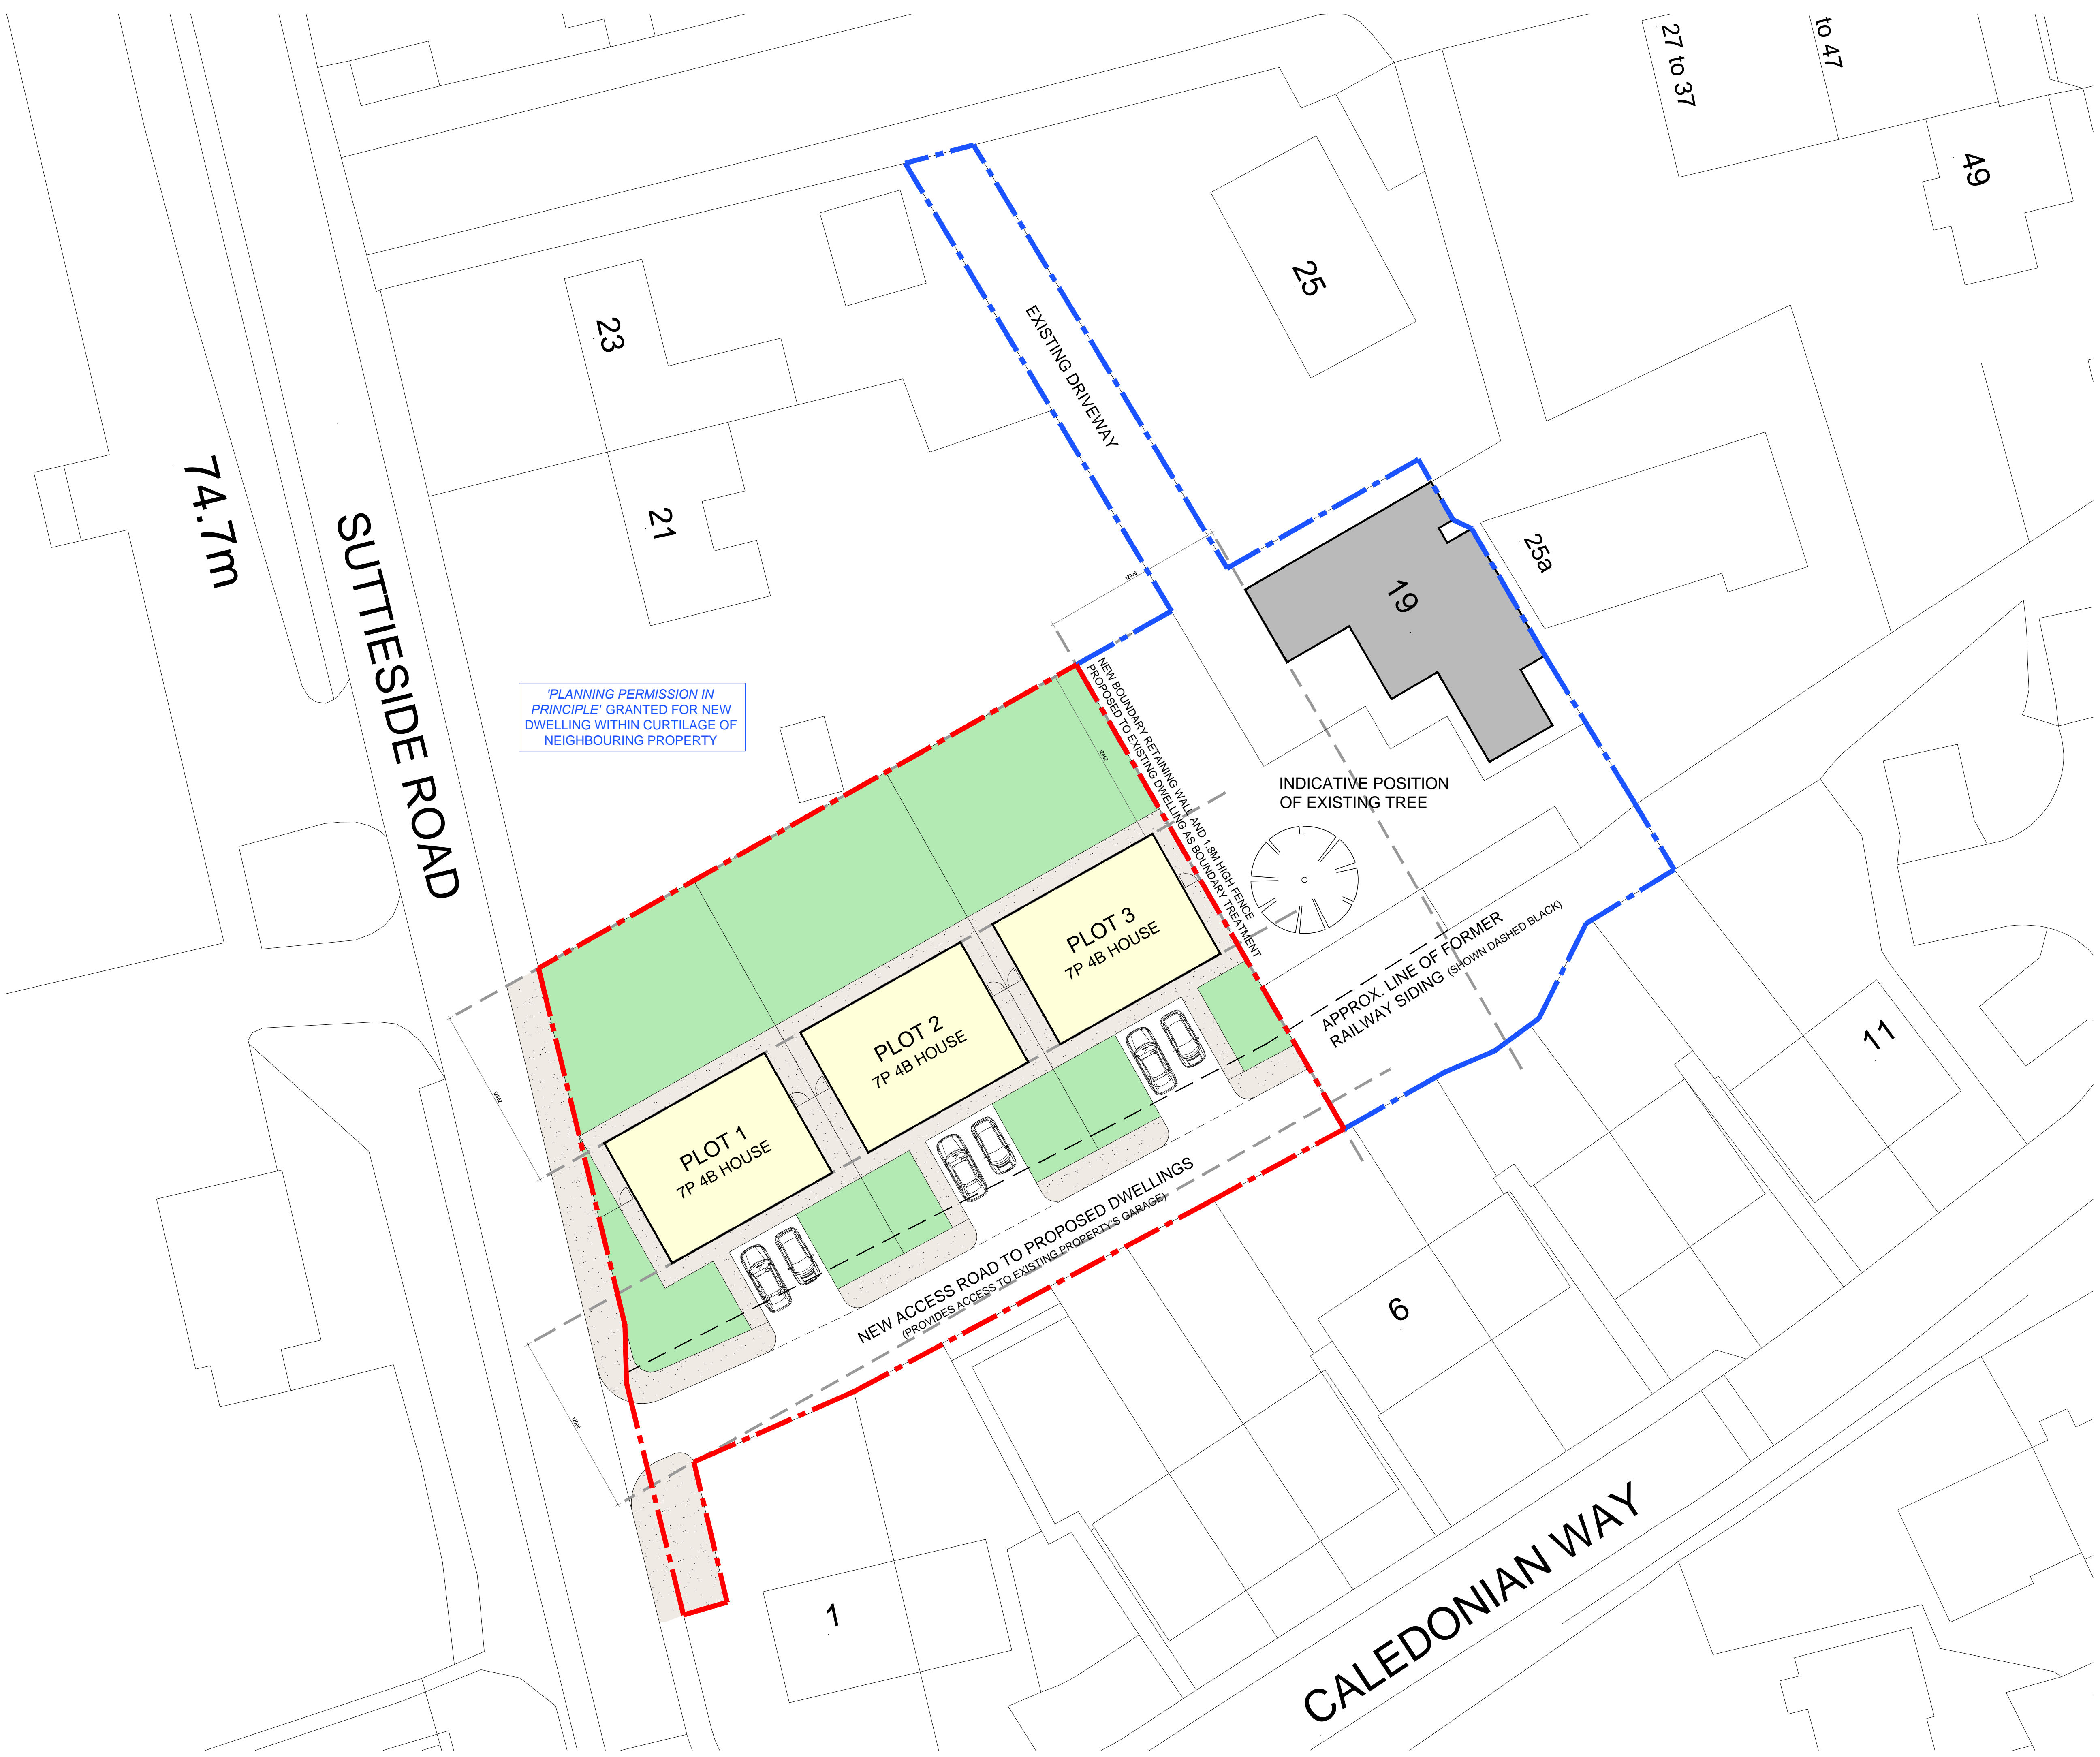 27 to 37
to 47
49
25
23
EXISTING DRIVEWAY
21
74.7m
SUTTIESIDE ROAD
25a
19
12986
'PLANNING PERMISSION IN
PRINCIPLE' GRANTED FOR NEW
DWELLING WITHIN CURTILAGE OF
NEIGHBOURING PROPERTY
NEW BOUNDARY RETAINING WALL AND 1.8M HIGH FENCE
PROPOSED TO EXISTING DWELLING AS BOUNDARY TREATMENT
INDICATIVE POSITION
OF EXISTING TREE
PLOT 3
7P 4B HOUSE
PLOT 2
7P 4B HOUSE
PLOT 1
7P 4B HOUSE
APPROX. LINE OF FORMER
RAILWAY SIDING (SHOWN DASHED BLACK)
11
NEW ACCESS ROAD TO PROPOSED DWELLINGS
(PROVIDES ACCESS TO EXISTING PROPERTY'S GARAGE)
6
1
CALEDONIAN WAY